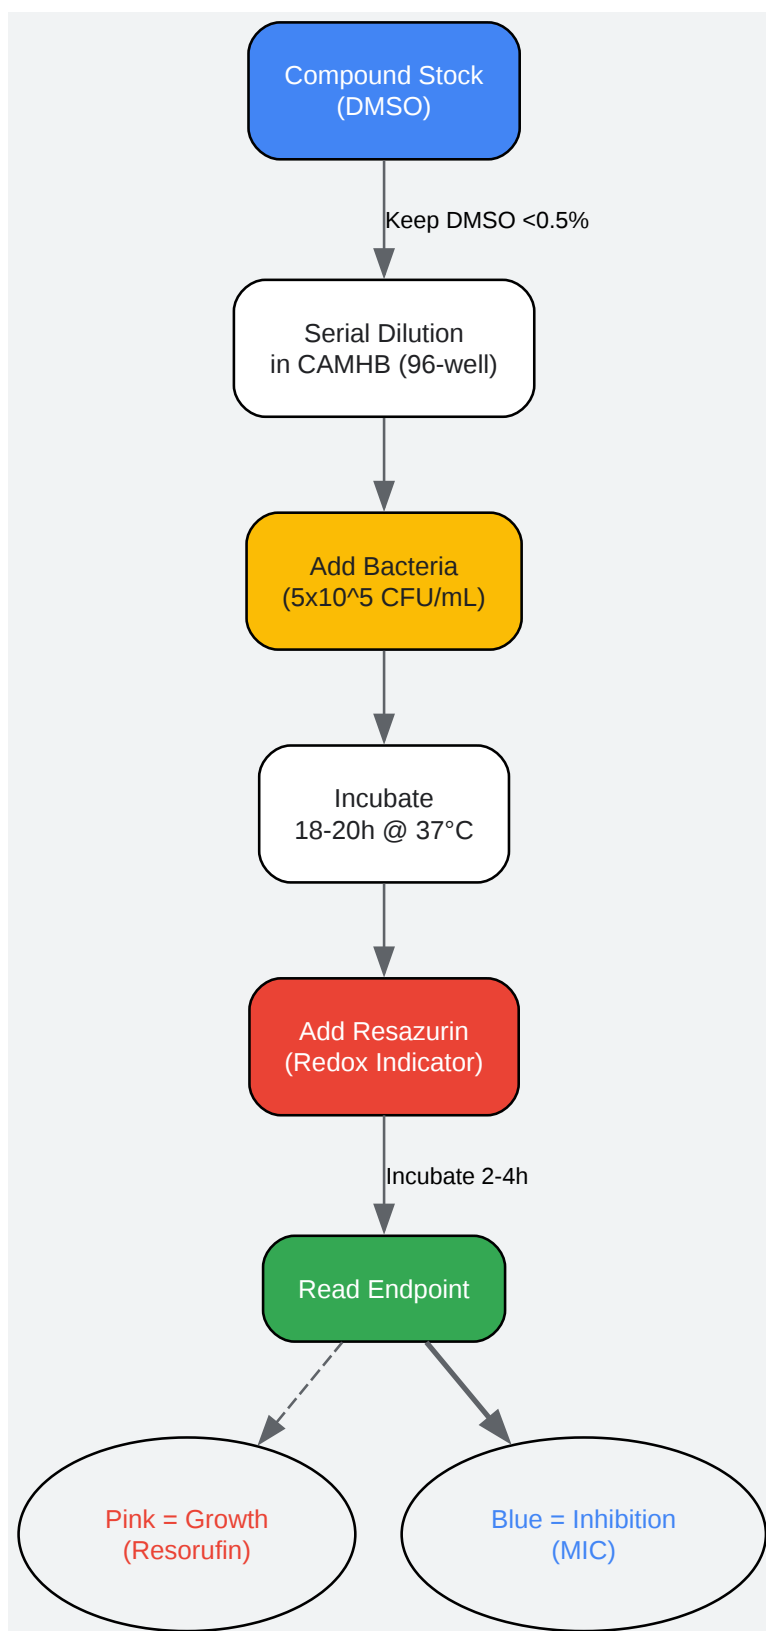 Compound Stock
(DMSO)
Keep DMSO <0.5%
Serial Dilution
in CAMHB (96-well)
Add Bacteria
(5x10^5 CFU/mL)
Incubate
18-20h @ 37°C
Add Resazurin
(Redox Indicator)
Incubate 2-4h
Read Endpoint
Pink = Growth
(Resorufin)
Blue = Inhibition
(MIC)